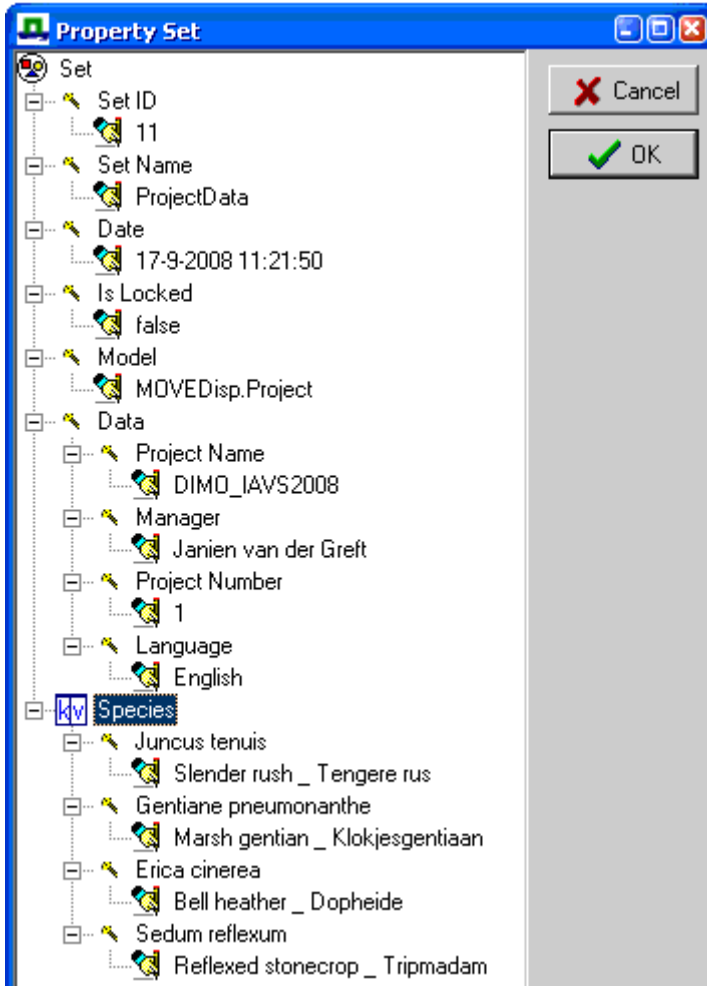 Property Set
Set
Cancel
Set ID
11
OK
Set Name
ProjectData
Date
17-9-2008 11:21:50
Is Locked
false
Model
MOVEDisp.Project
Data
Project Name
DIMO_IAVS2008
Manager
Janien van der Greft
Project Number
1
Language
English
kv Species
Juncus tenuis
Slender rush _ Tengere rus
Gentiane pneumonanthe
Marsh gentian _ Klokjesgentiaan
Erica cinerea
Bell heather _ Dopheide
Sedum reflexum
Reflexed stonecrop _ Tripmadam